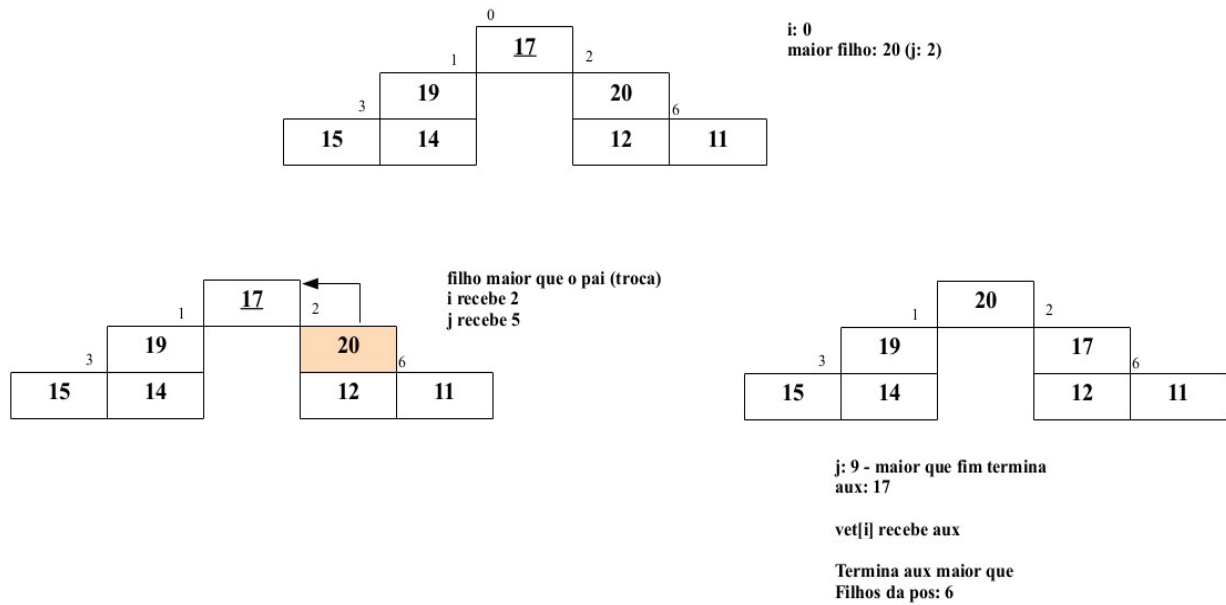 0
i: 0
maior filho: 20 (j: 2)
17
1
2
19
20
3
6
15 14 12 11
filho maior que o pai (troca)
i recebe 2
j recebe 5
17
1
2
19
20
3
6
15 14 12 11
20
1
2
19
17
3
6
15 14 12 11
j: 9 - maior que fim termina
aux: 17
vet[i] recebe aux
Termina aux maior que
Filhos da pos: 6